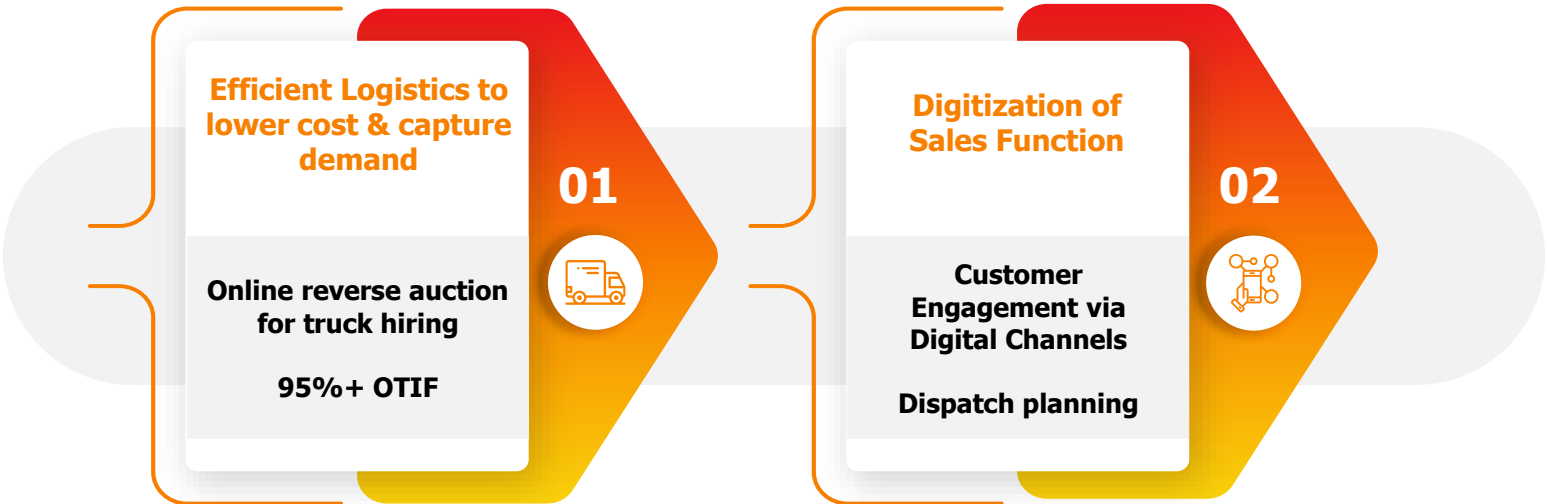 Efficient Logistics to
lower cost & capture
demand
01
Online reverse auction
for truck hiring
95%+ OTIF
Digitization of
Sales Function
02
Customer
Engagement via
Digital Channels
Dispatch planning